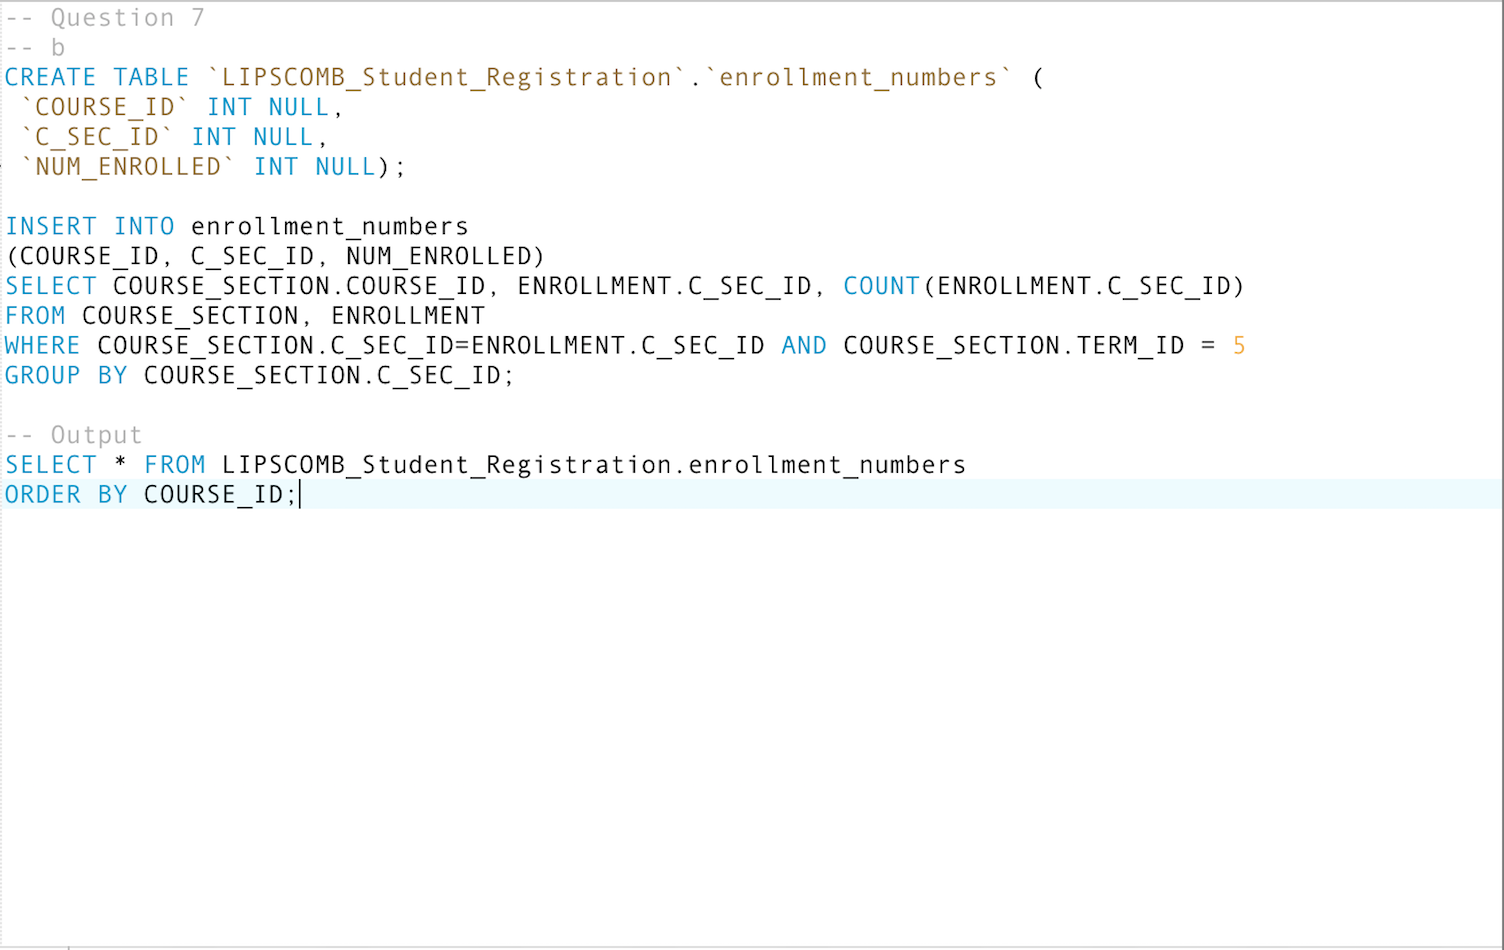 -- Question 7
-- b
CREATE TABLE `LIPSCOMB_Student_Registration`.`enrollment_numbers` (
`COURSE_ID` INT NULL,
`C_SEC_ID` INT NULL,
`NUM_ENROLLED` INT NULL);
INSERT INTO enrollment_numbers
(COURSE_ID, C_SEC_ID, NUM_ENROLLED)
SELECT COURSE_SECTION.COURSE_ID, ENROLLMENT.C_SEC_ID, COUNT(ENROLLMENT.C_SEC_ID)
FROM COURSE_SECTION, ENROLLMENT
WHERE COURSE_SECTION.C_SEC_ID=ENROLLMENT.C_SEC_ID AND COURSE_SECTION.TERM_ID = 5
GROUP BY COURSE_SECTION.C_SEC_ID;
-- Output
SELECT * FROM LIPSCOMB_Student_Registration.enrollment_numbers
ORDER BY COURSE_ID;